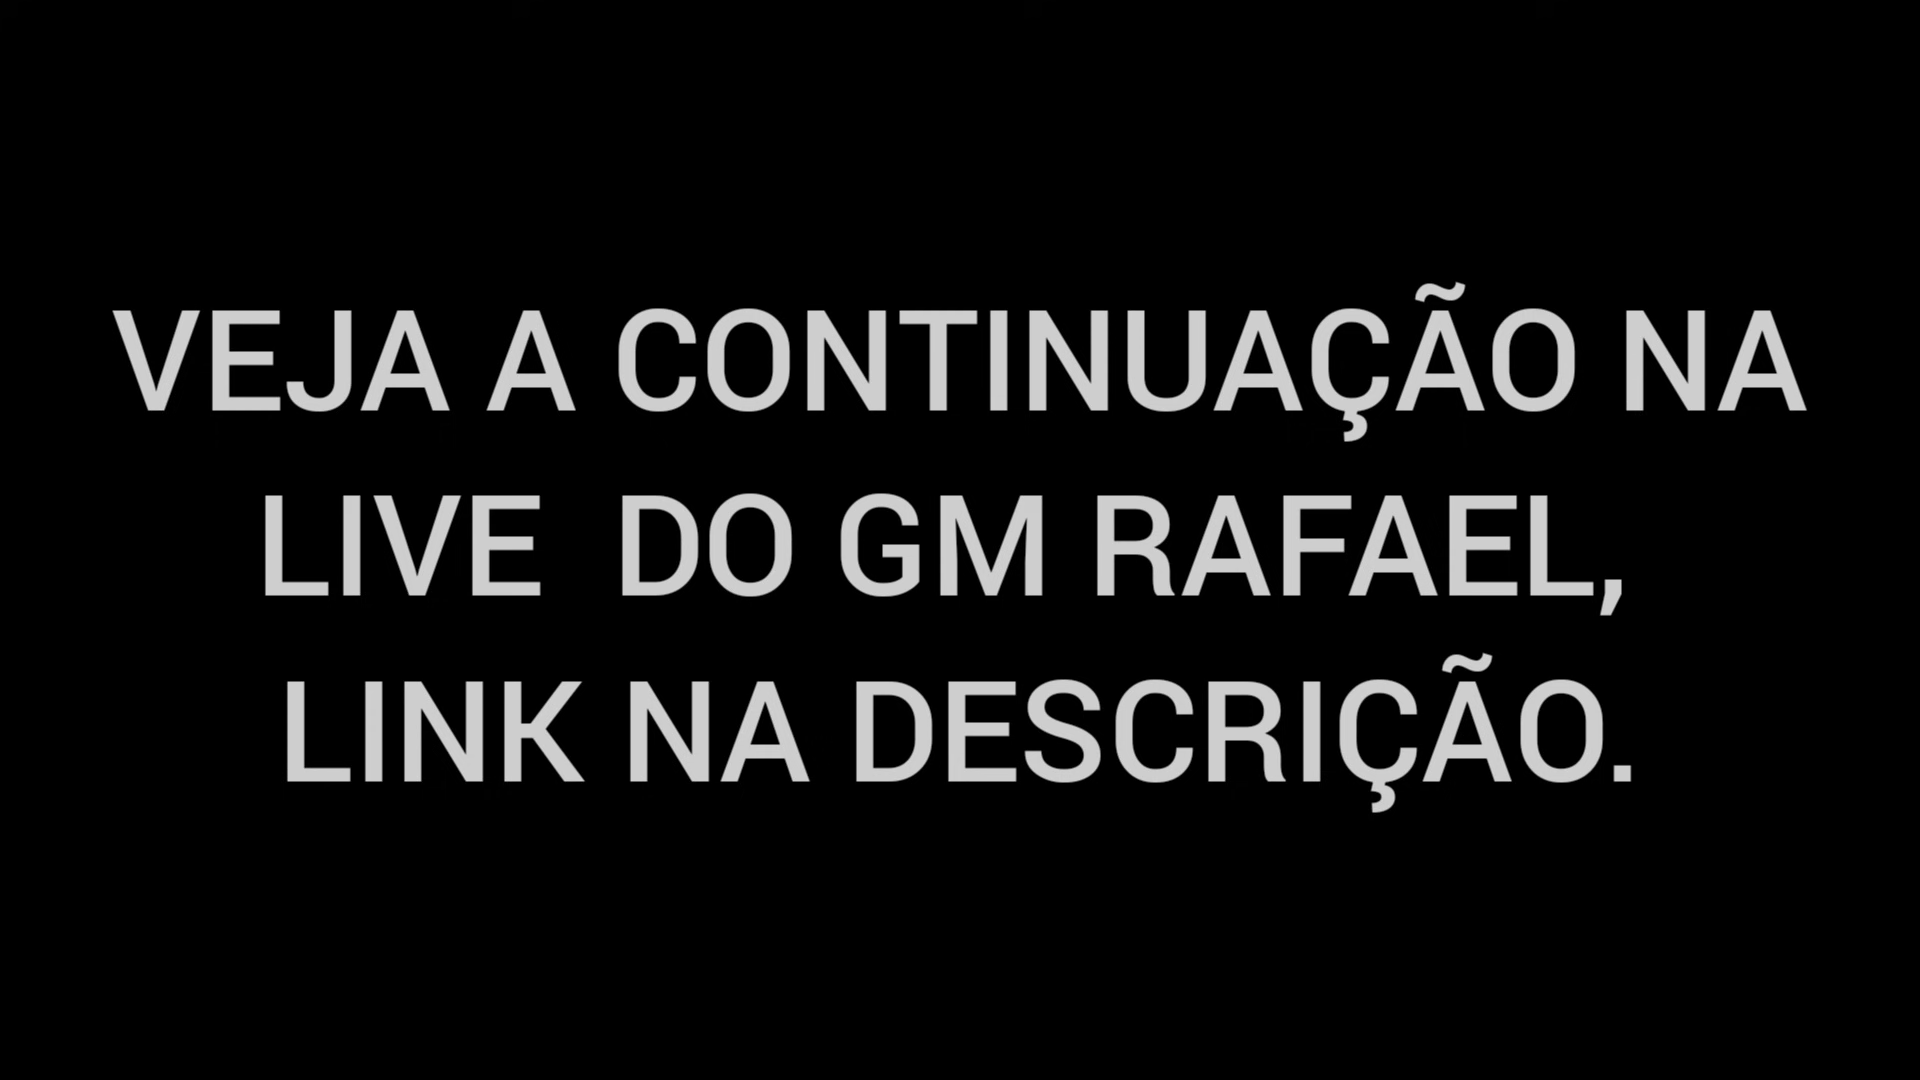 VEJA A CONTINUAÇÃO NA
LIVE  DO GM RAFAEL,
LINK NA DESCRIÇÃO.